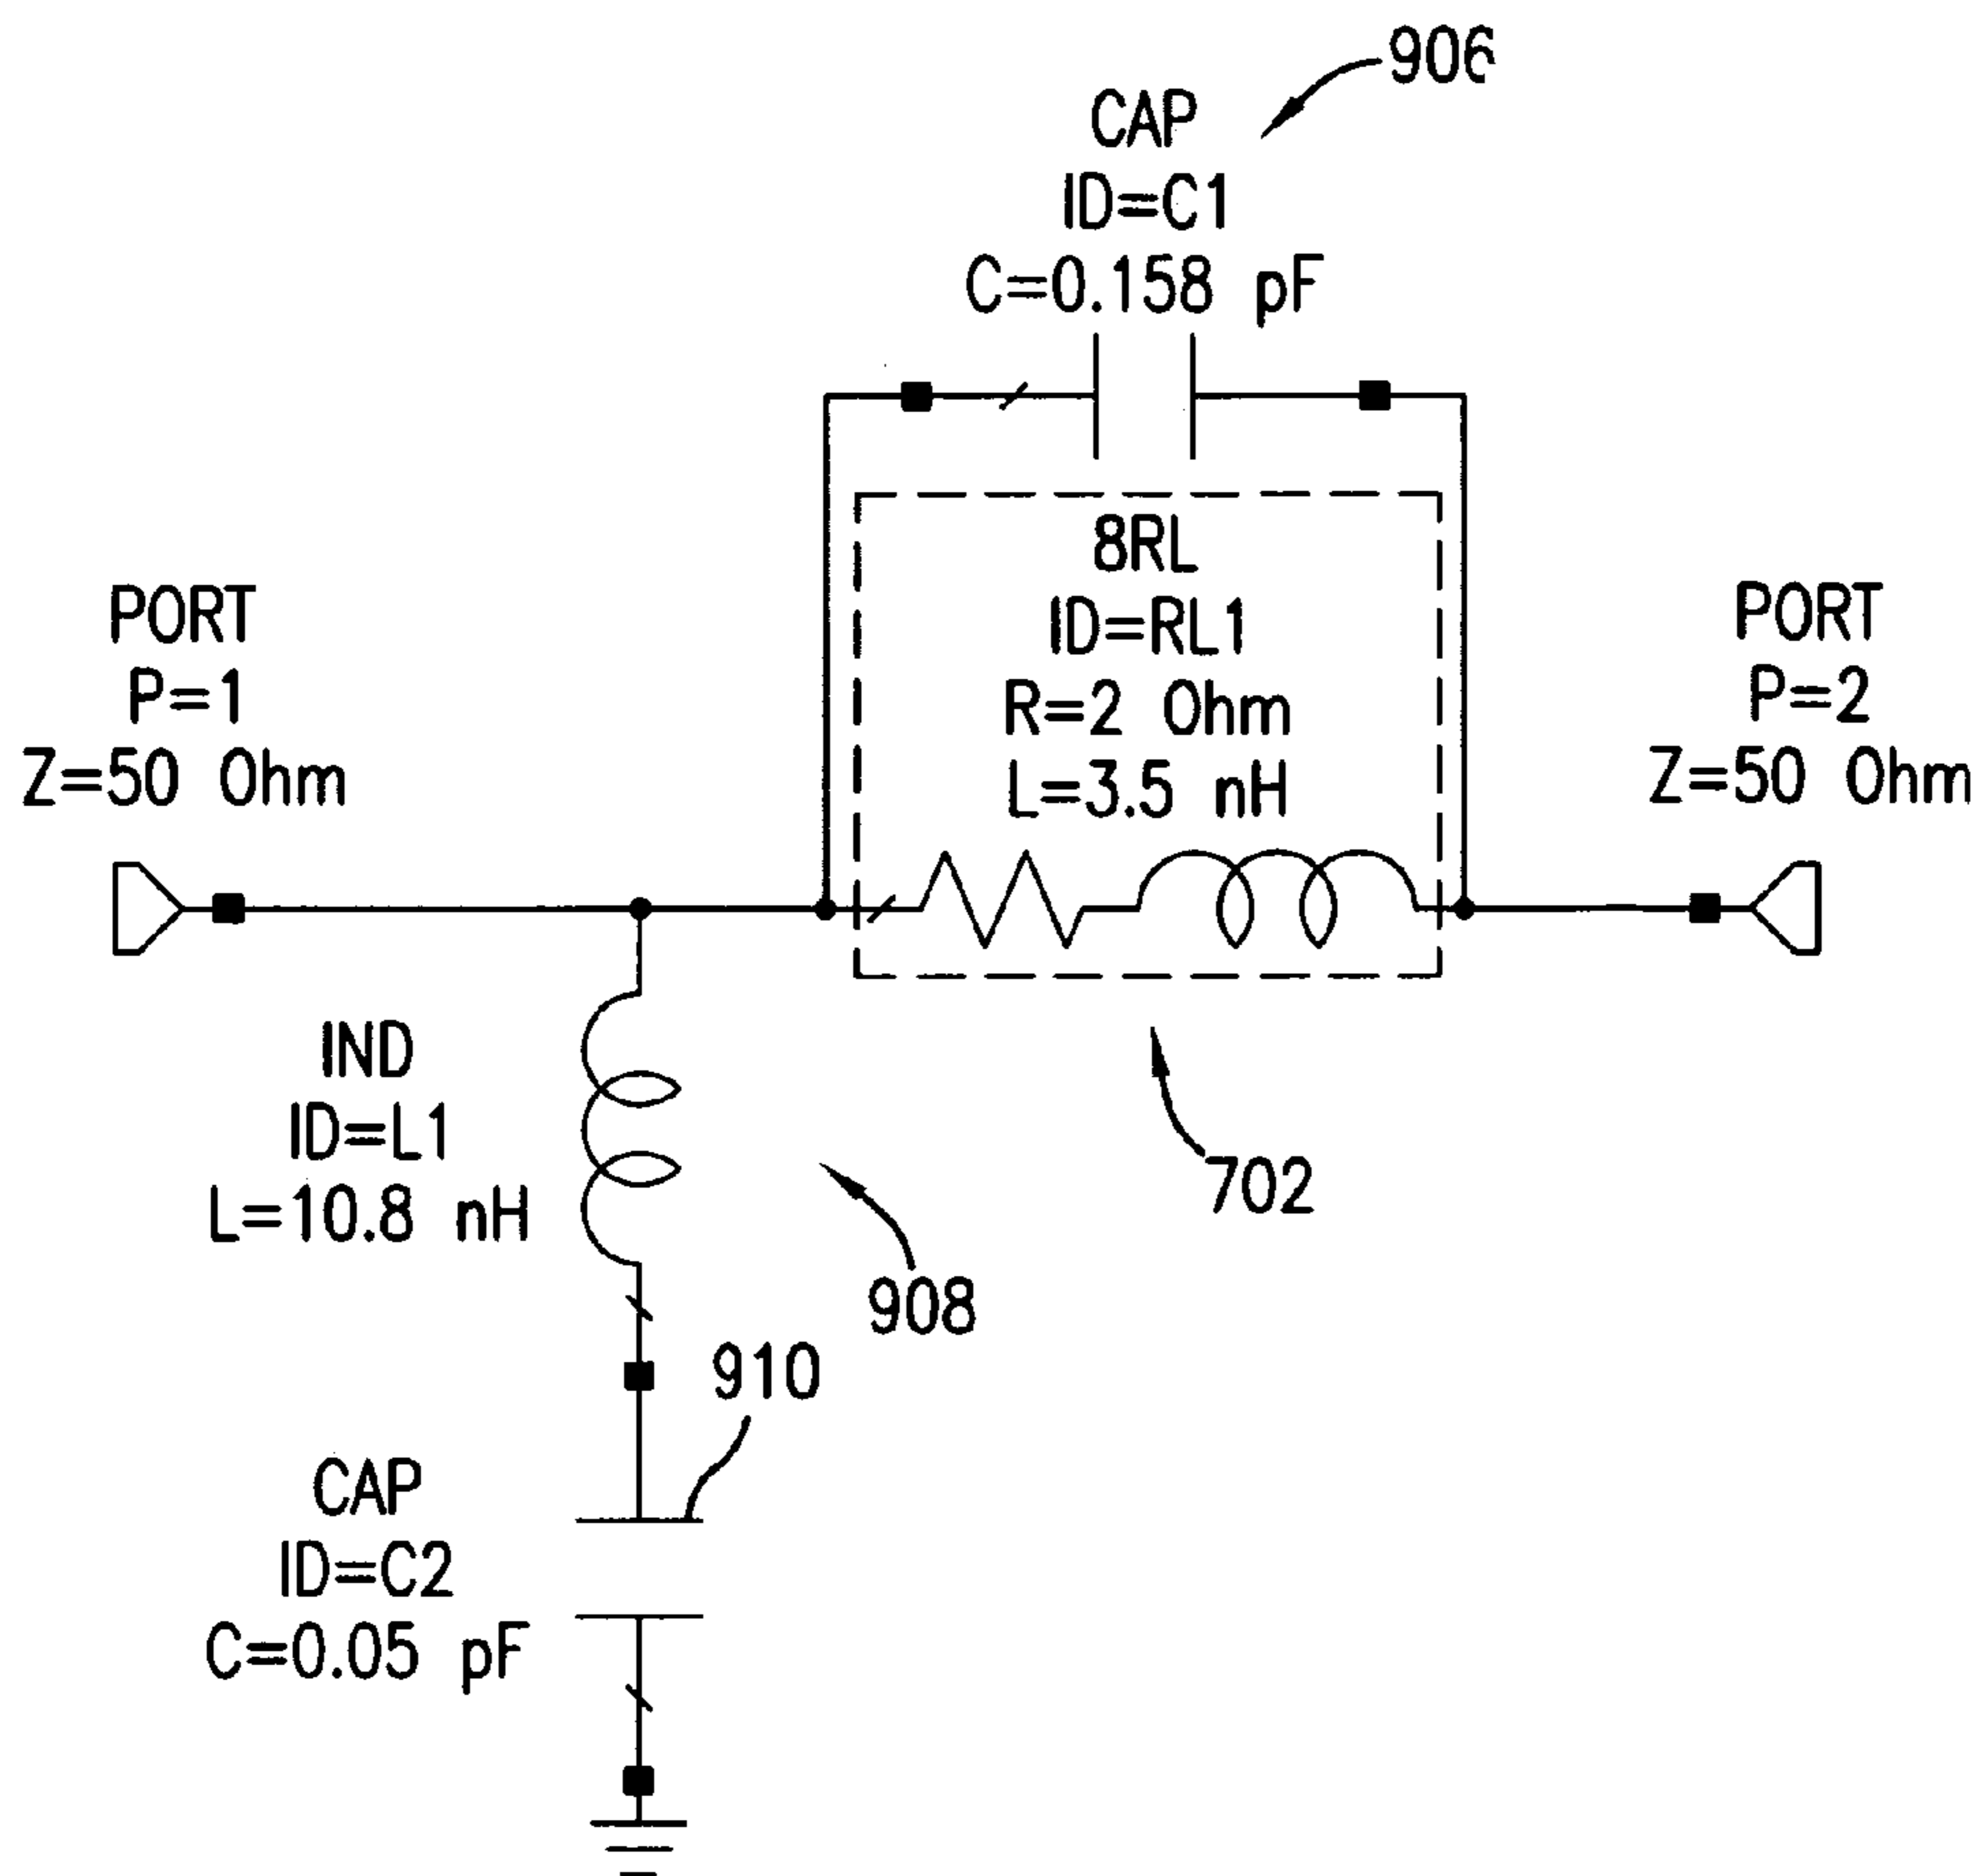 906
CAP
ID=C1
C=0.158 pF
8RL
ID=RL1
R=2 Ohm
L=3.5 nH
PORT
P=1
Z=50 Ohm
PORT
P=2
Z=50 Ohm
702
IND
ID=L1
L=10.8 nH
908
910
CAP
ID=C2
C=0.05 pF